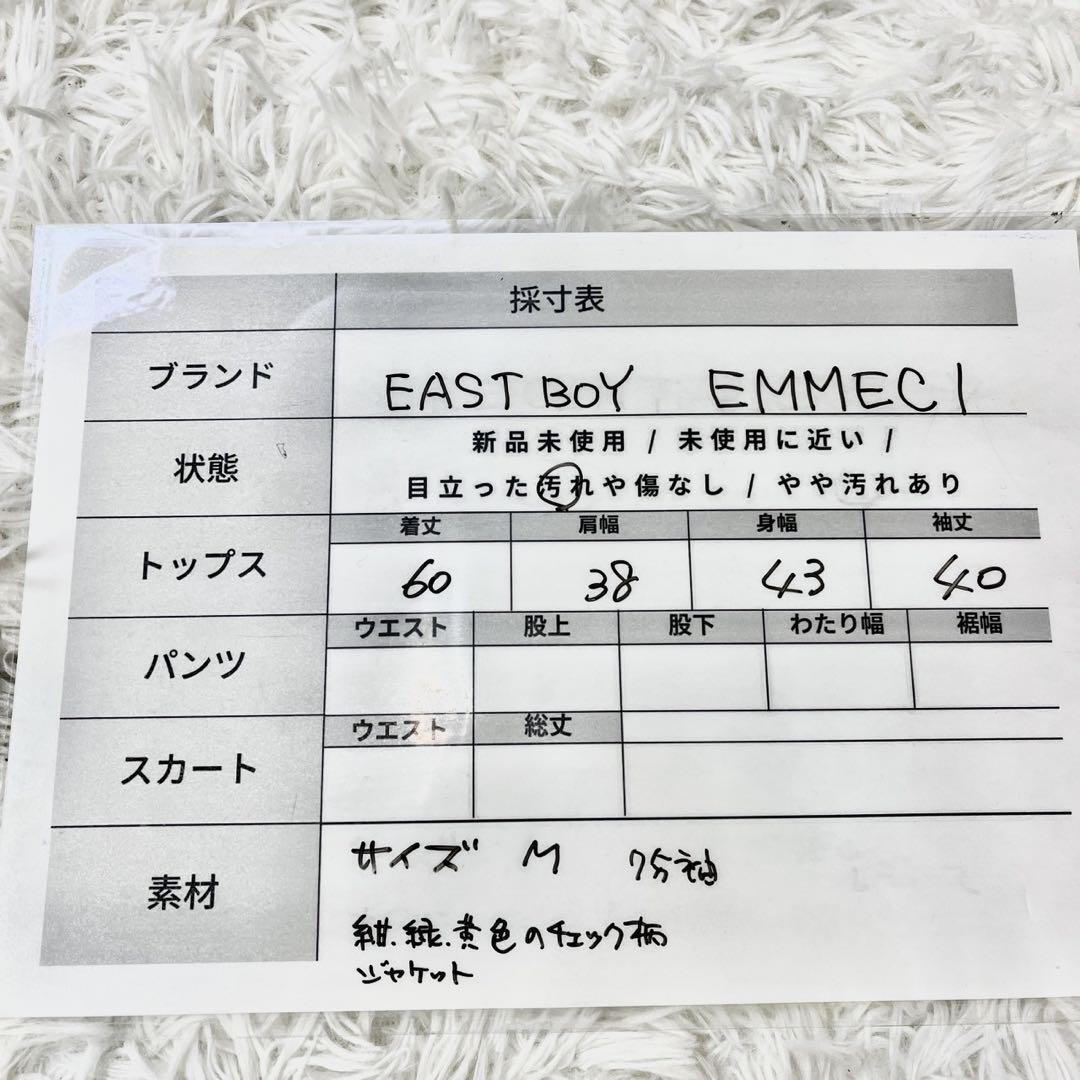 採寸表
ブランド
EAST BOY EMMECI
状態
新品未使用 / 未使用に近い /
目立った汚れや傷なし / やや汚れあり
トップス
着丈 肩幅 身幅 袖丈
60 38 43 40
パンツ
ウエスト 股上 股下 わたり幅 裾幅
スカート
ウエスト 総丈
素材
サイズ M 7分袖
紺.緑.黄色のチェック柄
ジャケット